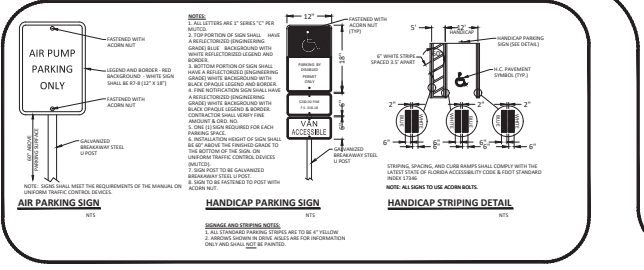 AIR PUMP
PARKING
ONLY
FASTENED WITH
ACORN NUT
LEGEND AND BORDER - RED
BACKGROUND - WHITE SIGN
SHALL BE R7-8 (12" X 18")
FASTENED WITH
ACORN NUT
60" ABOVE
PARKING SURFACE
GALVANIZED
BREAKAWAY STEEL
U POST
NOTE: SIGNS SHALL MEET THE REQUIREMENTS OF THE MANUAL ON
UNIFORM TRAFFIC CONTROL DEVICES.
AIR PARKING SIGN
NTS
NOTES:
1. ALL LETTERS ARE 1" SERIES "C" PER
MUTCD.
2. TOP PORTION OF SIGN SHALL HAVE
A REFLECTORIZED (ENGINEERING
GRADE) BLUE BACKGROUND WITH
WHITE REFLECTORIZED LEGEND AND
BORDER.
3. BOTTOM PORTION OF SIGN SHALL
HAVE A REFLECTORIZED (ENGINEERING
GRADE) WHITE BACKGROUND WITH
BLACK OPAQUE LEGEND AND BORDER.
4. FINE NOTIFICATION SIGN SHALL HAVE
A REFLECTORIZED (ENGINEERING
GRADE) WHITE BACKGROUND WITH
BLACK OPAQUE LEGEND & BORDER.
CONTRACTOR SHALL VERIFY FINE
AMOUNT & ORD. NO.
5. ONE (1) SIGN REQUIRED FOR EACH
PARKING SPACE.
6. INSTALLATION HEIGHT OF SIGN SHALL
BE 60" ABOVE THE FINISHED GRADE TO
THE BOTTOM OF THE SIGN. ON
UNIFORM TRAFFIC CONTROL DEVICES
(MUTCD).
7. SIGN POST TO BE GALVANIZED
BREAKAWAY STEEL U POST.
8. SIGN TO BE FASTENED TO POST WITH
ACORN NUT.
12"
FASTENED WITH
ACORN NUT
(TYP)
18"
PARKING BY
DISABLED
PERMIT
ONLY
6"
VAN
ACCESSIBLE
6"
GALVANIZED
BREAKAWAY STEEL
U POST
HANDICAP PARKING SIGN
NTS
SIGNAGE AND STRIPING NOTES:
1. ALL STANDARD PARKING STRIPES ARE TO BE 4" YELLOW
2. ARROWS SHOWN IN DRIVE AISLES ARE FOR INFORMATION
ONLY AND SHALL NOT BE PAINTED.
5'
12'
HANDICAP
HANDICAP PARKING
SIGN (SEE DETAIL)
6" WHITE STRIPE
SPACED 3.5' APART
H.C. PAVEMENT
SYMBOL (TYP.)
2" 2" 2"
6" 6" 6" 6"
STRIPING, SPACING, AND CURB RAMPS SHALL COMPLY WITH THE
LATEST STATE OF FLORIDA ACCESSIBILITY CODE & FDOT STANDARD
INDEX 17346
NOTE: ALL SIGNS TO USE ACORN BOLTS.
HANDICAP STRIPING DETAIL
NTS